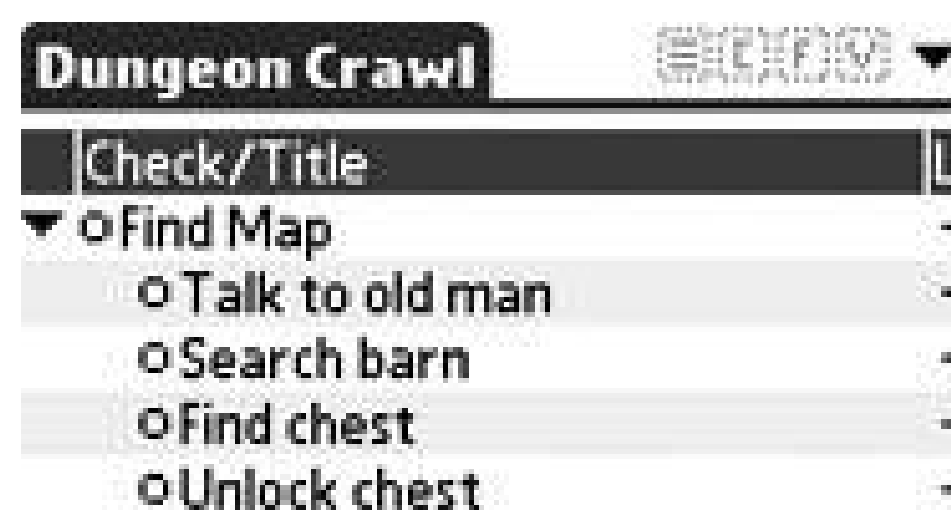 Dungeon Crawl
Check/Title L
Find Map
Talk to old man
Search barn
Find chest
Unlock chest